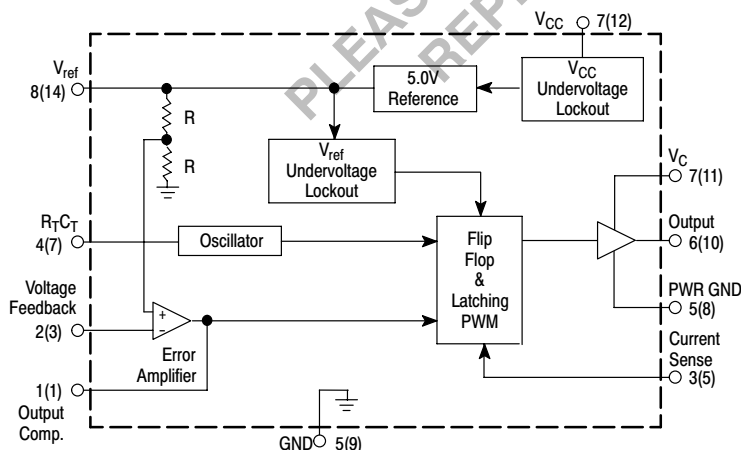 PLEAS
REP
VCC
7(12)
Vref
8(14)
5.0V
Reference
VCC
Undervoltage
Lockout
R
R
Vref
Undervoltage
Lockout
VC
7(11)
RTCT
4(7)
Oscillator
Flip
Flop
&
Latching
PWM
Output
6(10)
Voltage
Feedback
2(3)
+
−
Error
Amplifier
PWR GND
5(8)
Current
Sense
3(5)
1(1)
Output
Comp.
GND
5(9)